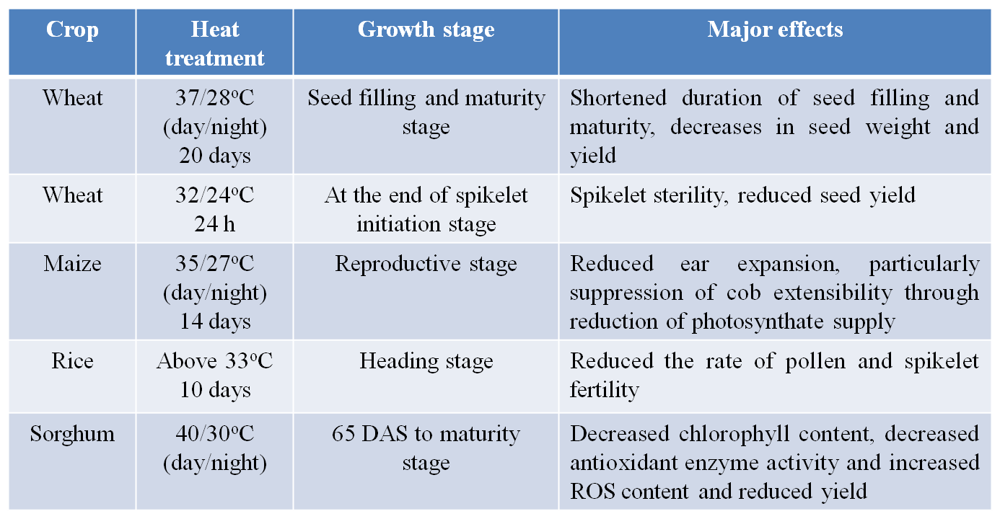 Crop
Heat
treatment
Growth stage
Major effects
Wheat
37/28°C
(day/night)
20 days
Seed filling and maturity
stage
Shortened duration of seed filling and
maturity, decreases in seed weight and
yield
Wheat
32/24°C
24 h
At the end of spikelet
initiation stage
Spikelet sterility, reduced seed yield
Maize
35/27°C
(day/night)
14 days
Reproductive stage
Reduced ear expansion, particularly
suppression of cob extensibility through
reduction of photosynthate supply
Rice
Above 33°C
10 days
Heading stage
Reduced the rate of pollen and spikelet
fertility
Sorghum
40/30°C
(day/night)
65 DAS to maturity
stage
Decreased chlorophyll content, decreased
antioxidant enzyme activity and increased
ROS content and reduced yield